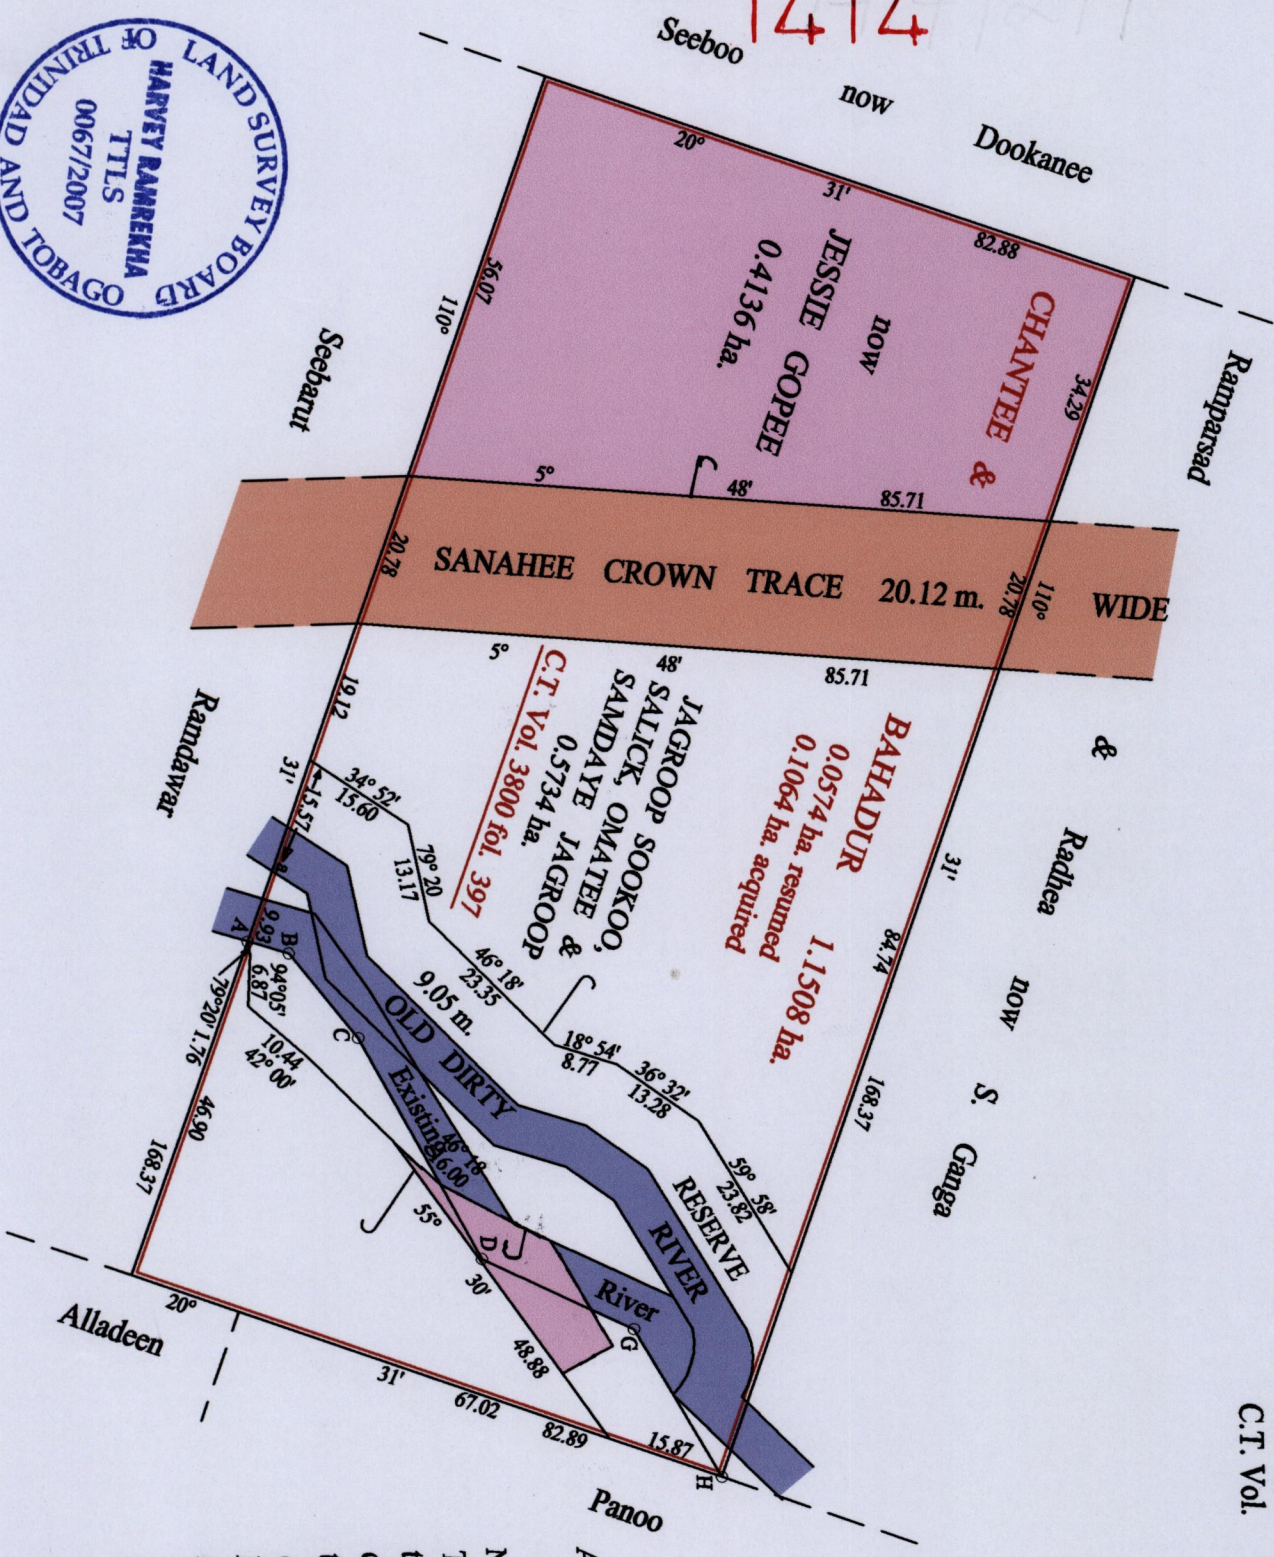 1414
Seeboo
now
Dookanee
LAND SURVEY BOARD
OF TRINIDAD AND TOBAGO
HARVEY RAMREKHA
TTLS
0067/2007
20°
31'
82.88
56.07
110°
34.29
CHANTEE &
now
JESSIE GOPEE
0.4136 ha.
Seebarut
Ramparsad
5°
48'
85.71
20.78
SANAHEE CROWN TRACE 20.12 m. WIDE
20.78
110°
5°
48'
85.71
19.12
31'
Ramdawar
&
Radhea
now
S.
Ganga
BAHADUR
1.1508 ha.
0.0574 ha. resumed
0.1064 ha. acquired
JAGROOP SOOKOO,
SALICK, OMATEE &
SAMDAYE JAGROOP
0.5734 ha.
C.T. Vol. 3800 fol. 397
31'
84.74
168.37
34° 52'
15.60
15.57
79° 20
13.17
46° 18'
23.35
18° 54'
8.77
36° 32'
13.28
59° 58'
23.82
a
9.93
A
B
94°05'
6.87
79°20' 1.76
10.44
42° 00'
C
9.05 m.
OLD DIRTY RIVER
RESERVE
Existing River
46° 18
16.00
55°
30'
48.88
D
G
H
46.90
168.37
20°
31'
67.02
82.89
15.87
Alladeen
Panoo
C.T. Vol.